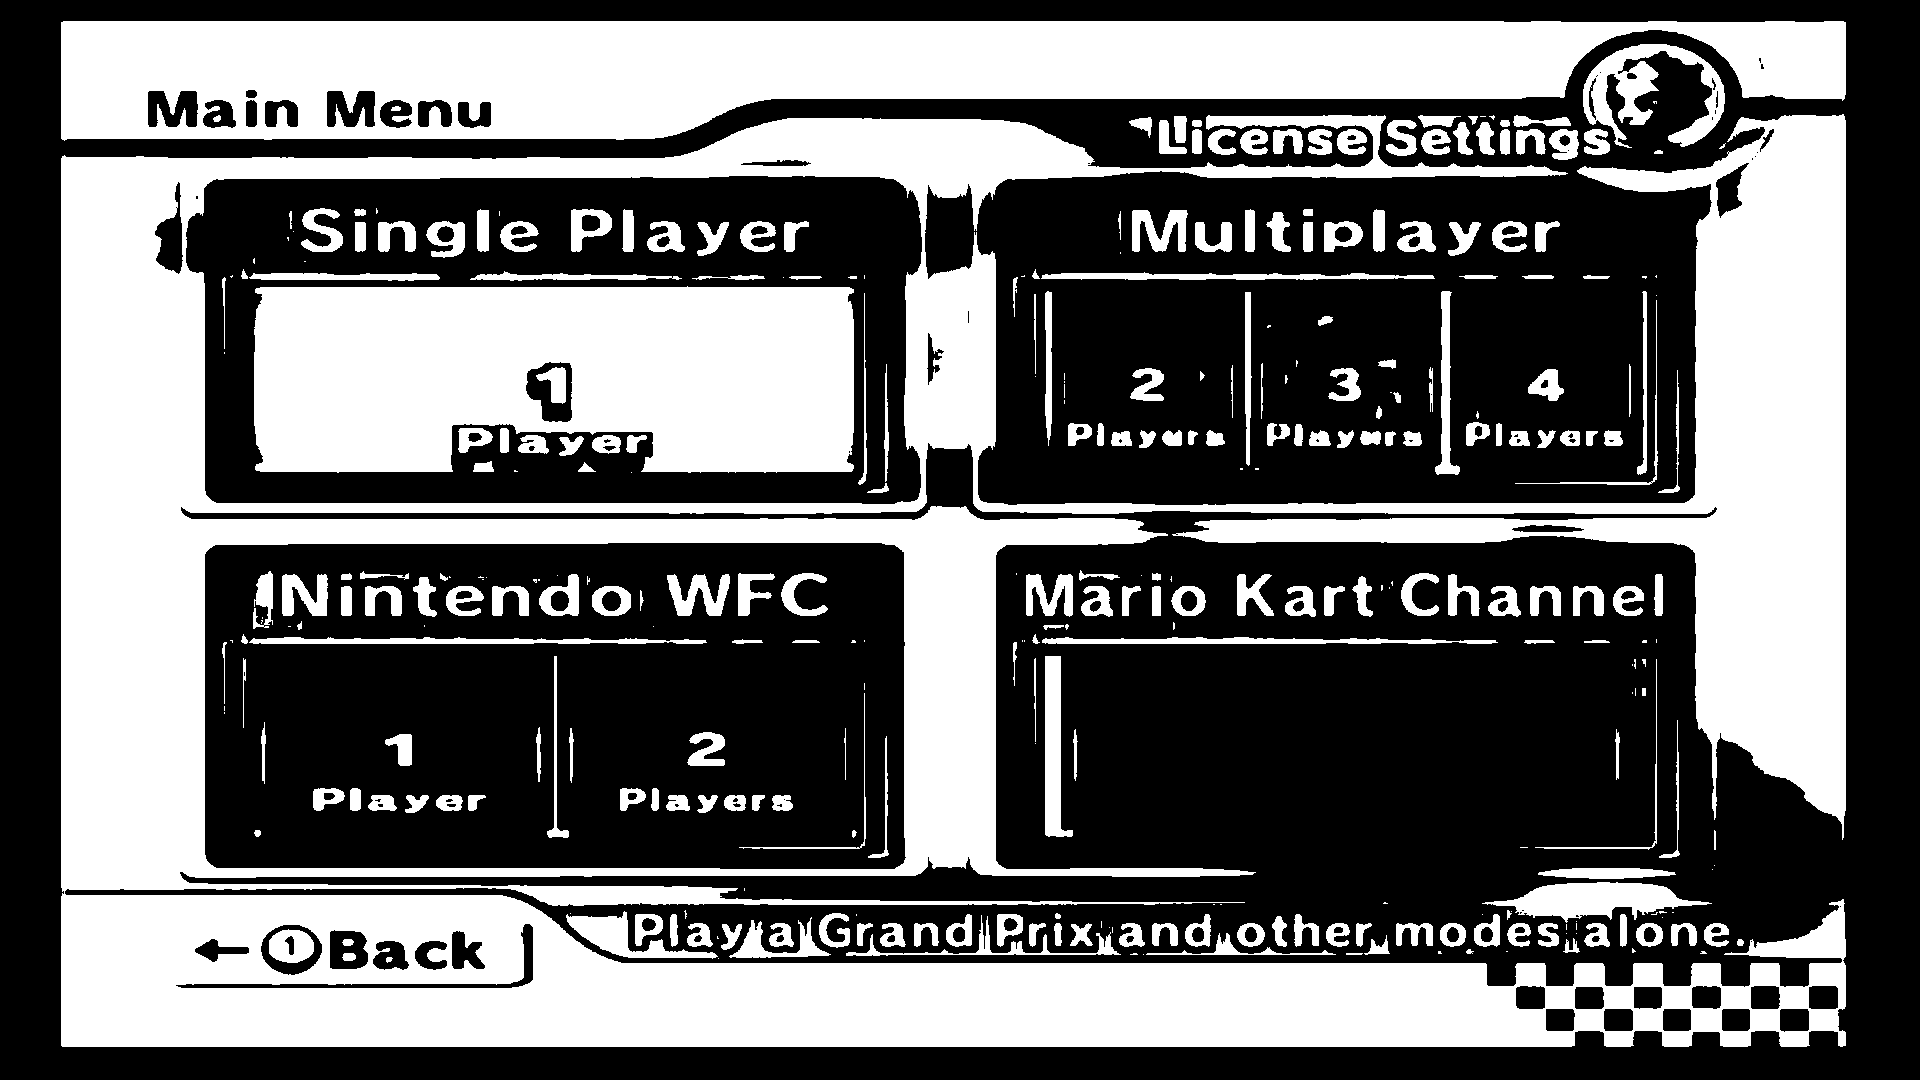 Main Menu
License Settings
Single Player
1
Player
Multiplayer
2
Players
3
Players
4
Players
Nintendo WFC
1
Player
2
Players
Mario Kart Channel
← 1 Back
Play a Grand Prix and other modes alone.